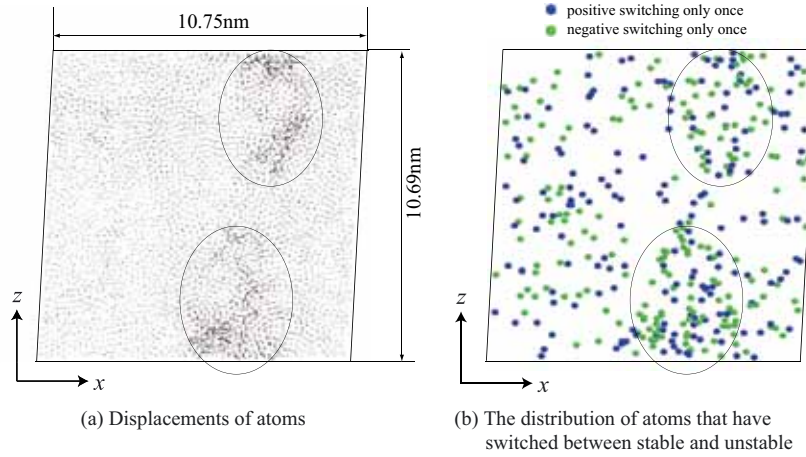 10.75nm
10.69nm
z
x
(a) Displacements of atoms
positive switching only once
negative switching only once
z
x
(b) The distribution of atoms that have
switched between stable and unstable